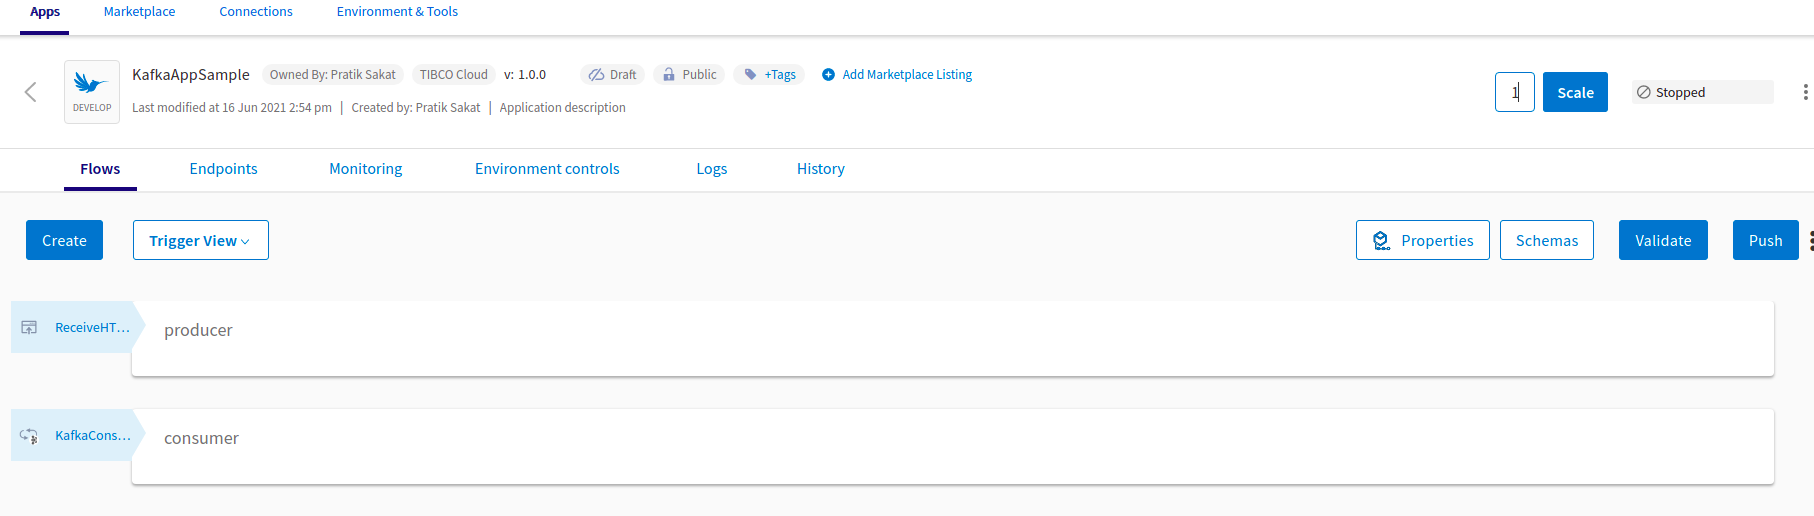 Apps Marketplace Connections Environment & Tools
KafkaAppSample Owned By: Pratik Sakat TIBCO Cloud v: 1.0.0 Draft Public +Tags Add Marketplace Listing
DEVELOP
Last modified at 16 Jun 2021 2:54 pm | Created by: Pratik Sakat | Application description
1 Scale Stopped
Flows Endpoints Monitoring Environment controls Logs History
Create Trigger View Properties Schemas Validate Push
ReceiveHT... producer
KafkaCons... consumer